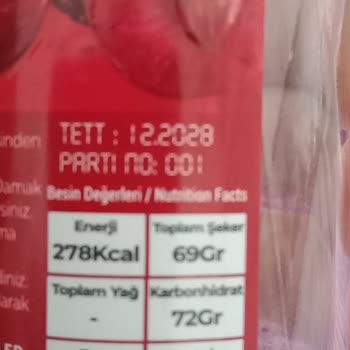 TETT : 12.2028
PARTI NO: 001
Besin Değerleri / Nutrition Facts
Enerji
278Kcal
Toplam Şeker
69Gr
Toplam Yağ
-
Karbonhidrat
72Gr